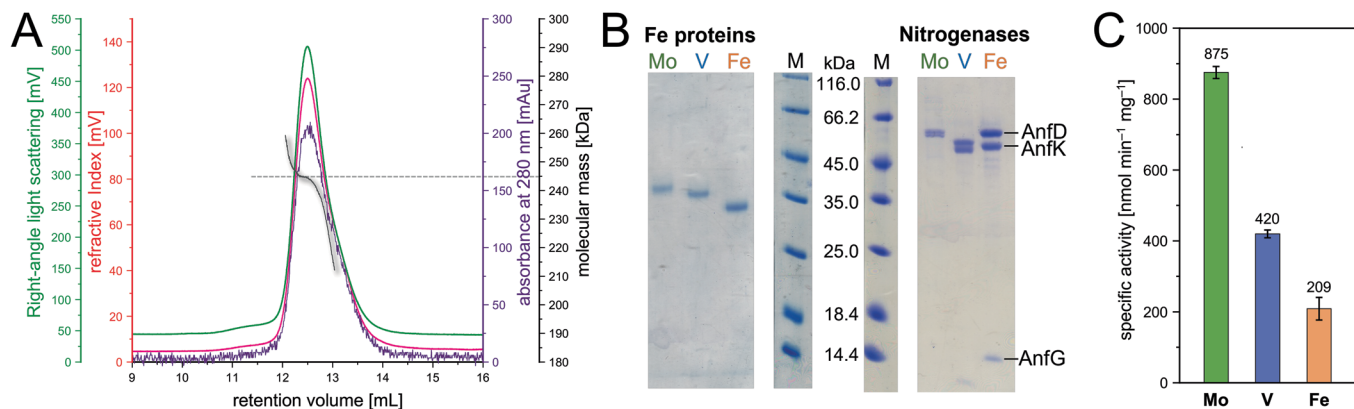 A
Right-angle light scattering [mV]
550
500
450
400
350
300
250
200
150
100
50
0
refractive Index [mV]
140
120
100
80
60
40
20
0
absorbance at 280 nm [mAu]
300
250
200
150
100
50
0
molecular mass [kDa]
300
290
280
270
260
250
240
230
220
210
200
190
180
9 10 11 12 13 14 15 16
retention volume [mL]
B
Fe proteins
Mo V Fe
M kDa M
Nitrogenases
Mo V Fe
116.0
66.2
45.0
35.0
25.0
18.4
14.4
AnfD
AnfK
AnfG
C
specific activity [nmol min⁻¹ mg⁻¹]
1000
800
600
400
200
0
875
420
209
Mo V Fe